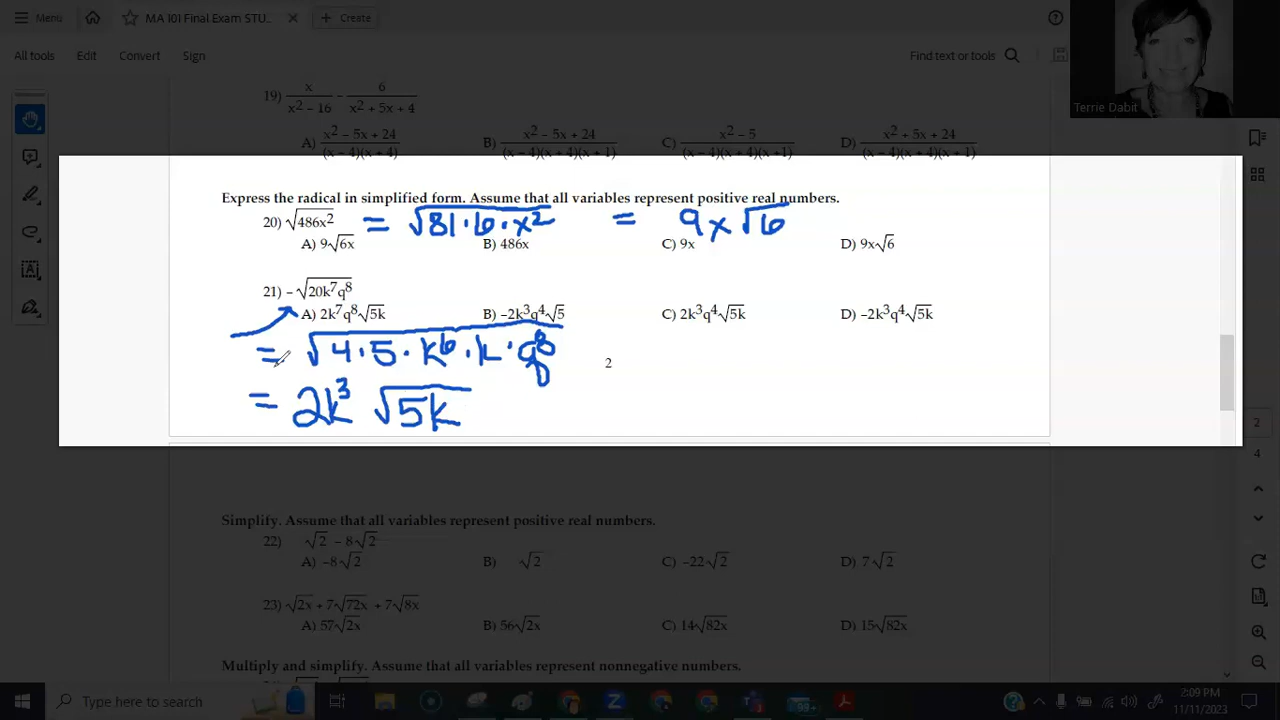 Menu
MA 101 Final Exam STU...
Create
All tools Edit Convert Sign
Find text or tools
Terrie Dabit
19) x/(x² − 16) − 6/(x² + 5x + 4)
A) (x² − 5x + 24)/((x − 4)(x + 4)) B) (x² − 5x + 24)/((x − 4)(x + 4)(x + 1)) C) (x² − 5)/((x − 4)(x + 4)(x + 1)) D) (x² + 5x + 24)/((x − 4)(x + 4)(x + 1))
Express the radical in simplified form. Assume that all variables represent positive real numbers.
20) √486x² = √81·6·x² = 9x√6
A) 9√6x B) 486x C) 9x D) 9x√6
21) −√20k⁷q⁸
A) 2k⁷q⁸√5k B) −2k³q⁴√5 C) 2k³q⁴√5k D) −2k³q⁴√5k
= √4·5·k⁶·k·q⁸
2
= 2k³ √5k
2
4
Simplify. Assume that all variables represent positive real numbers.
22) √2 − 8√2
A) −8√2 B) √2 C) −22√2 D) 7√2
23) √2x + 7√72x + 7√8x
A) 57√2x B) 56√2x C) 14√82x D) 15√82x
Multiply and simplify. Assume that all variables represent nonnegative numbers.
Type here to search
99+
2:09 PM
11/11/2023